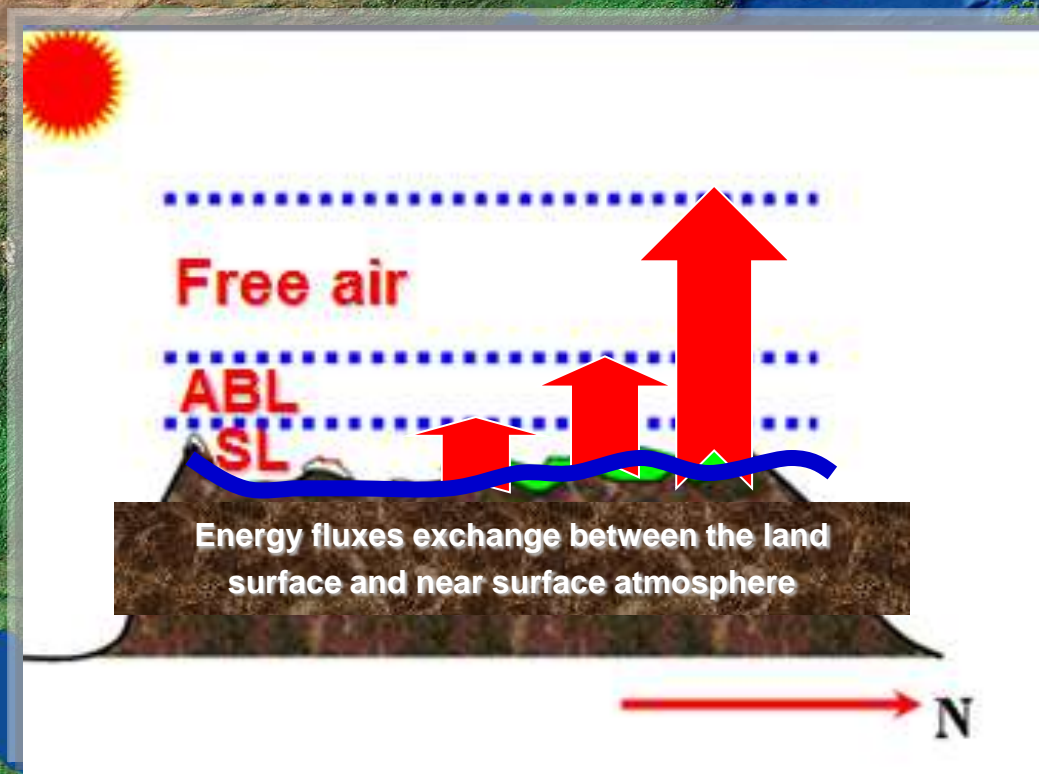 Free air
ABL
SL
Energy fluxes exchange between the land
surface and near surface atmosphere
N